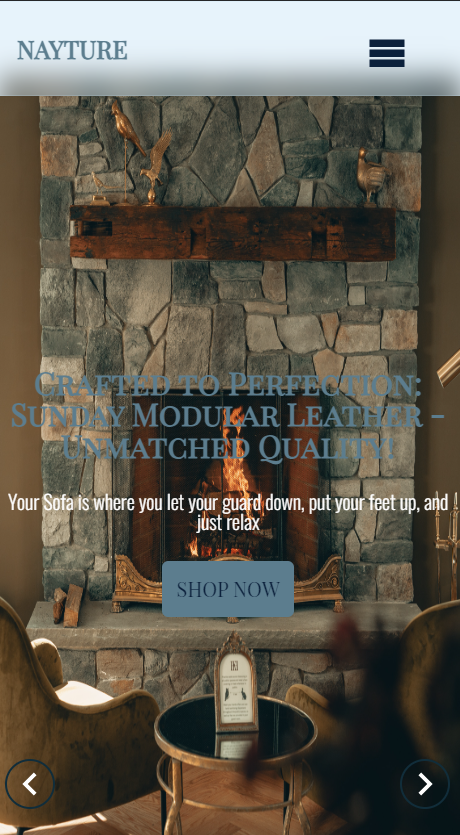 NAYTURE
Crafted to Perfection:
Sunday Modular Leather –
Unmatched Quality!
Your Sofa is where you let your guard down, put your feet up, and
just relax
SHOP NOW